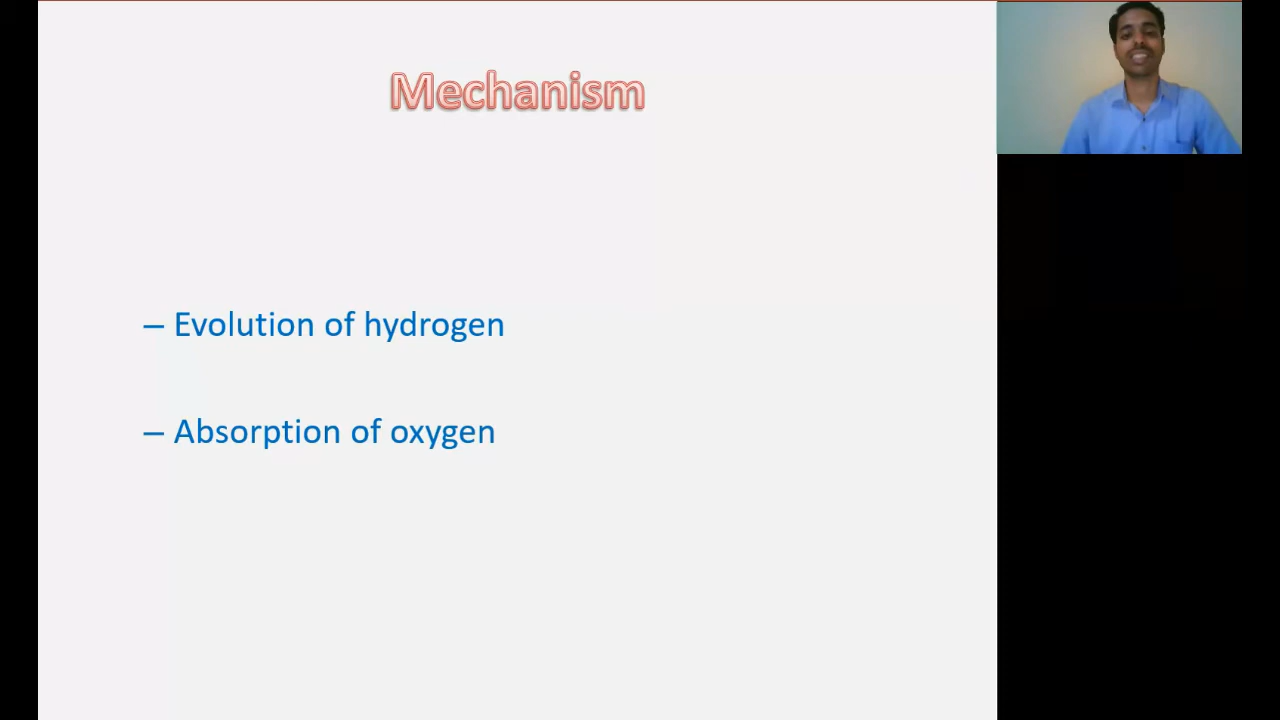 Mechanism
– Evolution of hydrogen
– Absorption of oxygen